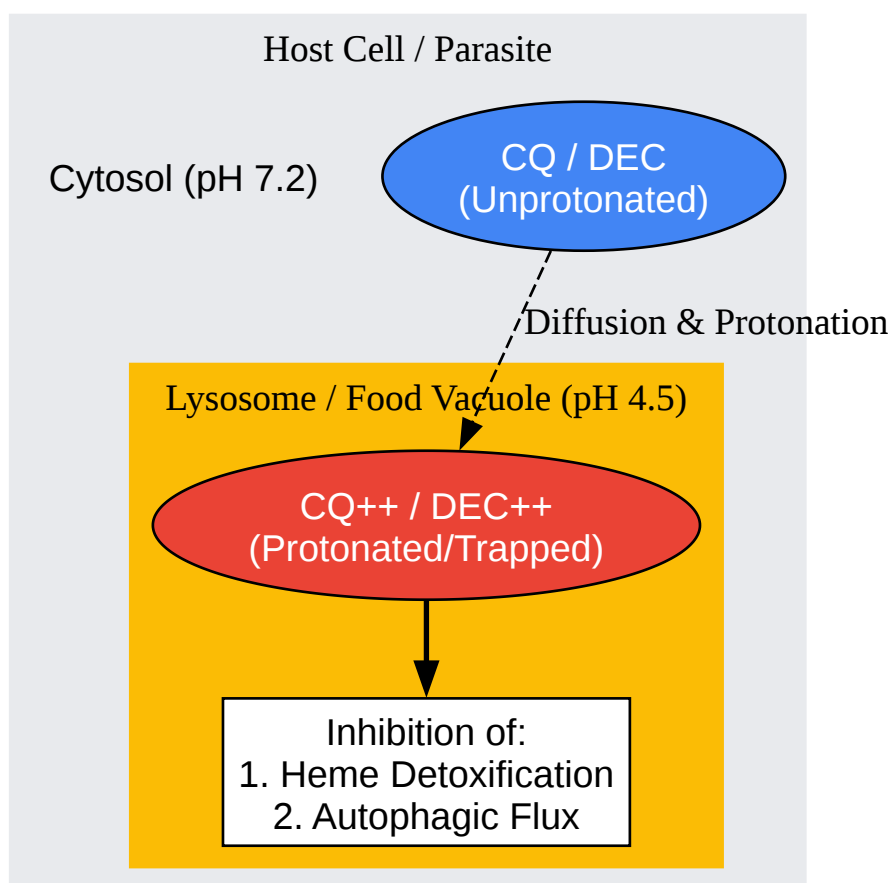 Host Cell / Parasite
Cytosol (pH 7.2)
CQ / DEC
(Unprotonated)
Diffusion & Protonation
Lysosome / Food Vacuole (pH 4.5)
CQ++ / DEC++
(Protonated/Trapped)
Inhibition of:
1. Heme Detoxification
2. Autophagic Flux